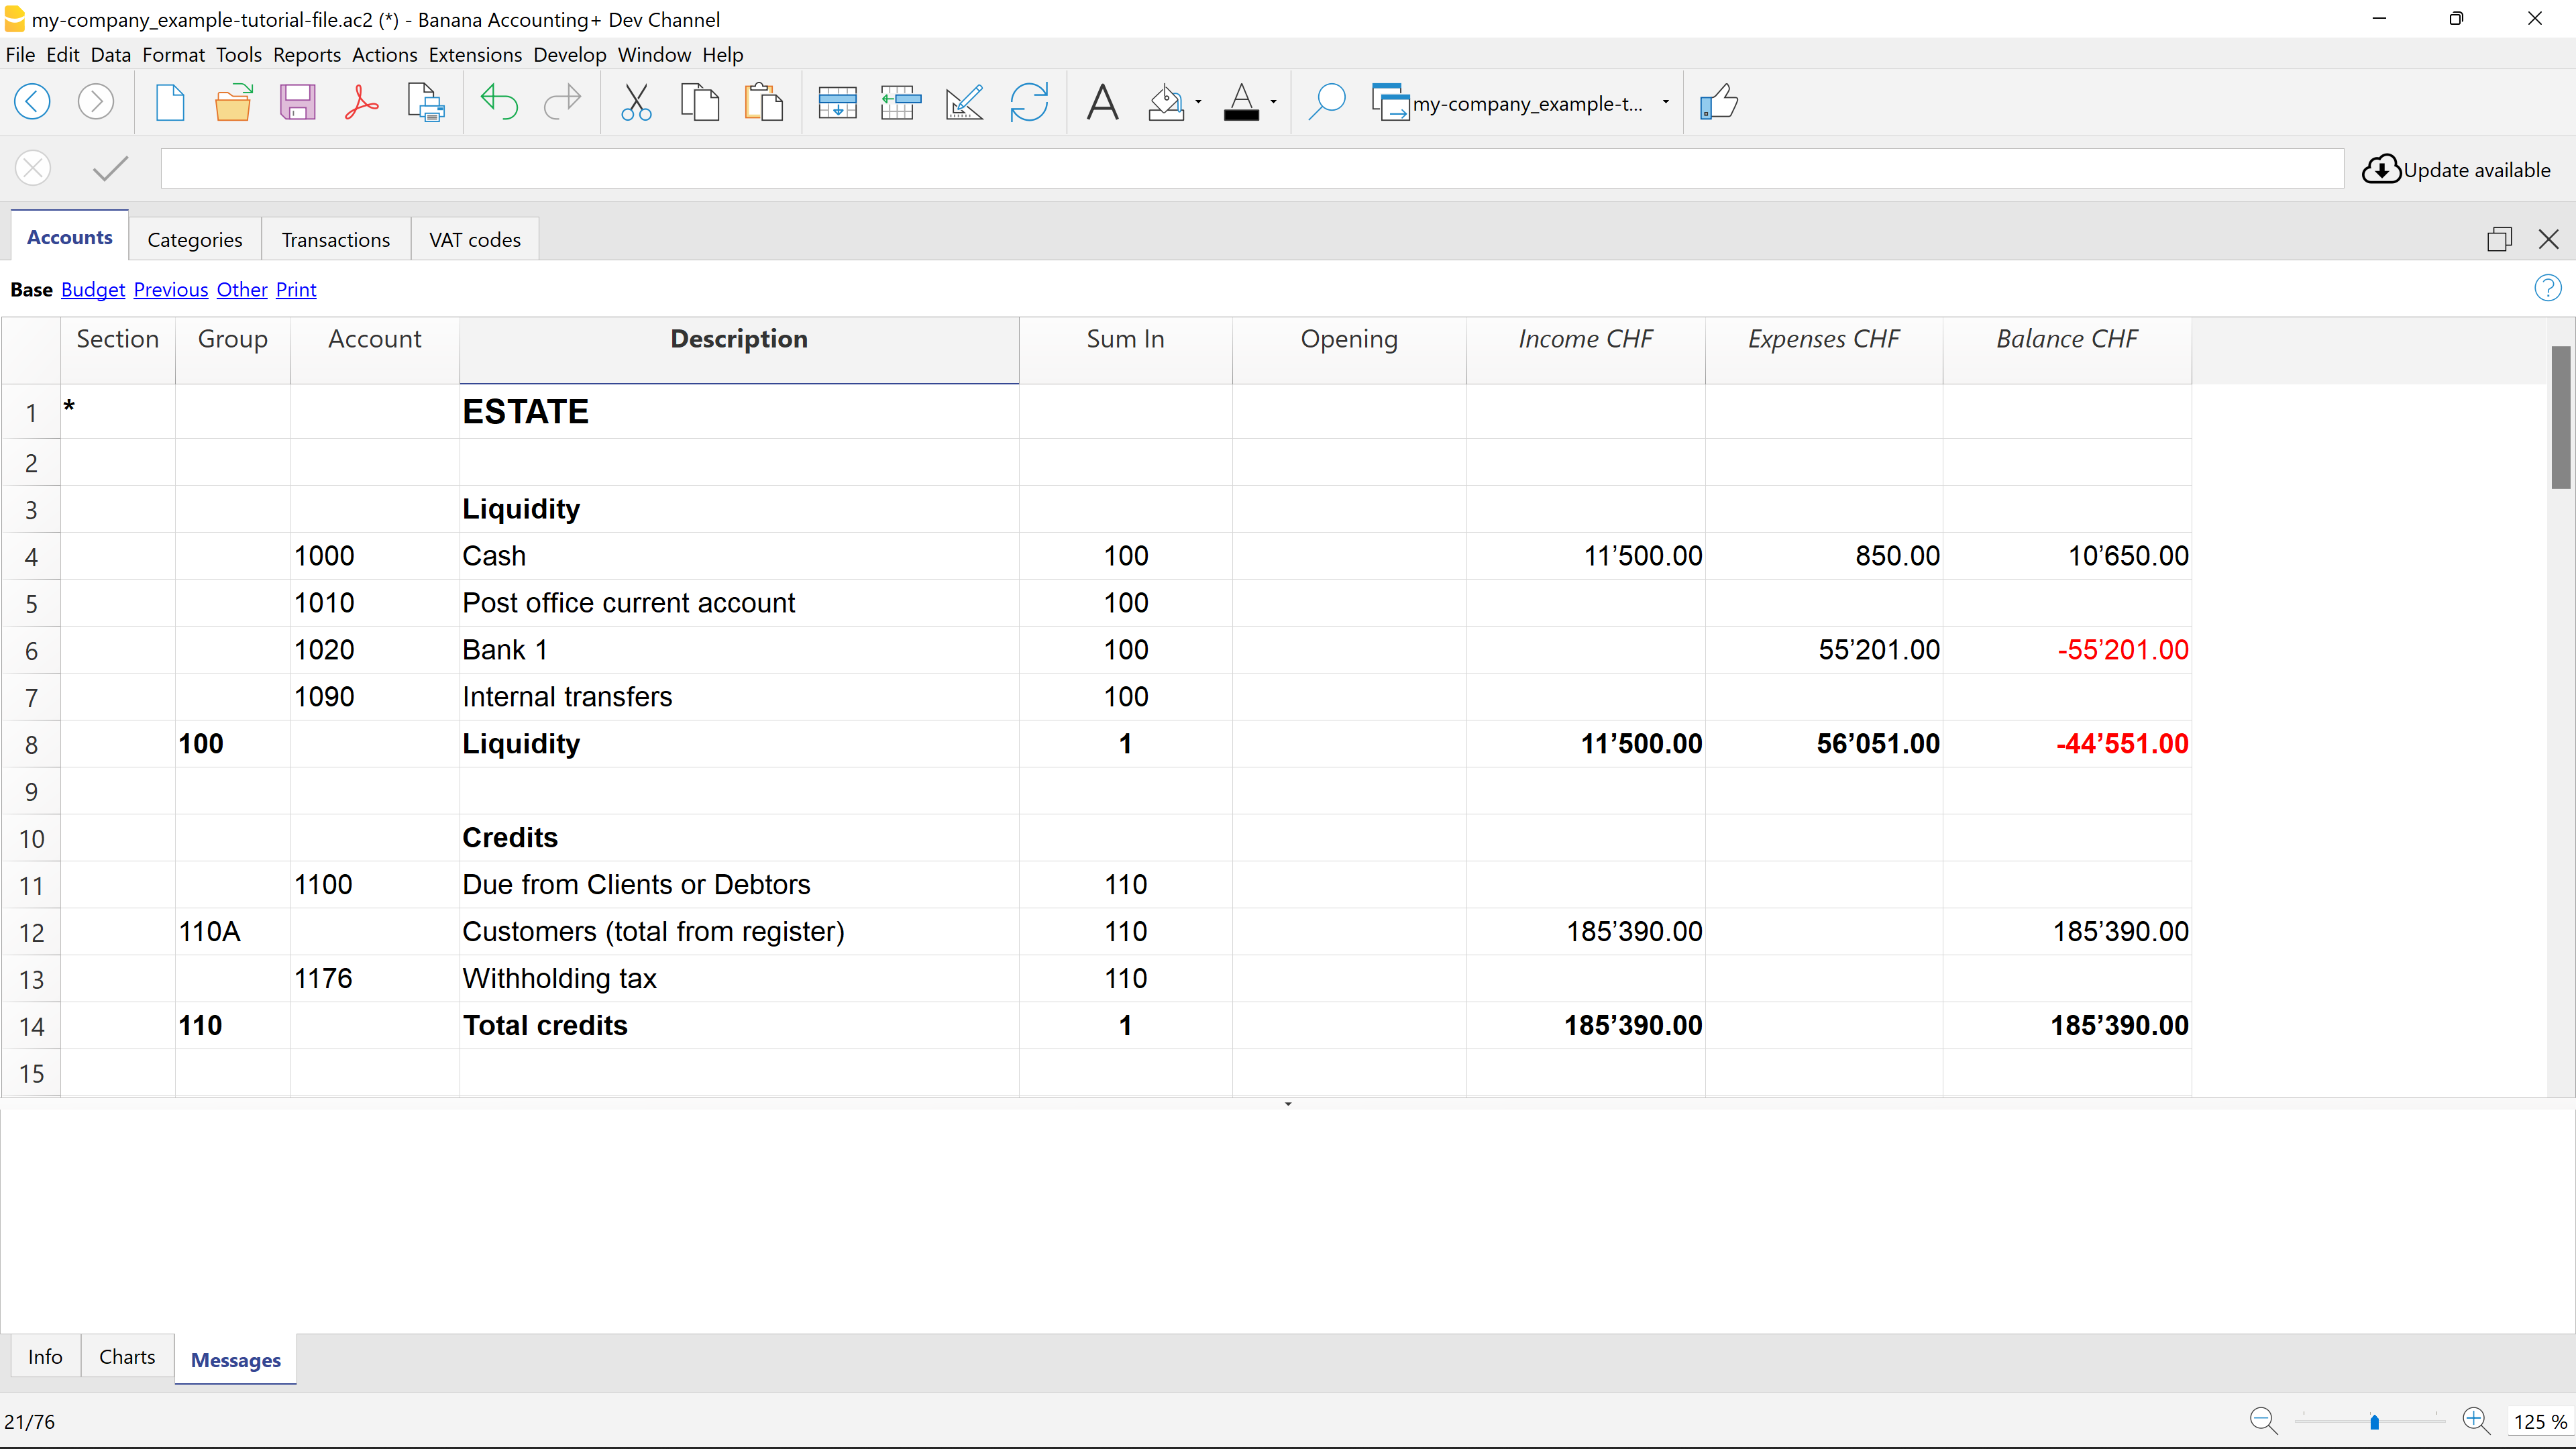 my-company_example-tutorial-file.ac2 (*) - Banana Accounting+ Dev Channel
File Edit Data Format Tools Reports Actions Extensions Develop Window Help
my-company_example-t...
Update available
Accounts Categories Transactions VAT codes
Base Budget Previous Other Print
Section Group Account Description Sum In Opening Income CHF Expenses CHF Balance CHF
1 * ESTATE
2
3 Liquidity
4 1000 Cash 100 11’500.00 850.00 10’650.00
5 1010 Post office current account 100
6 1020 Bank 1 100 55’201.00 -55’201.00
7 1090 Internal transfers 100
8 100 Liquidity 1 11’500.00 56’051.00 -44’551.00
9
10 Credits
11 1100 Due from Clients or Debtors 110
12 110A Customers (total from register) 110 185’390.00 185’390.00
13 1176 Withholding tax 110
14 110 Total credits 1 185’390.00 185’390.00
15
Info Charts Messages
21/76 125 %